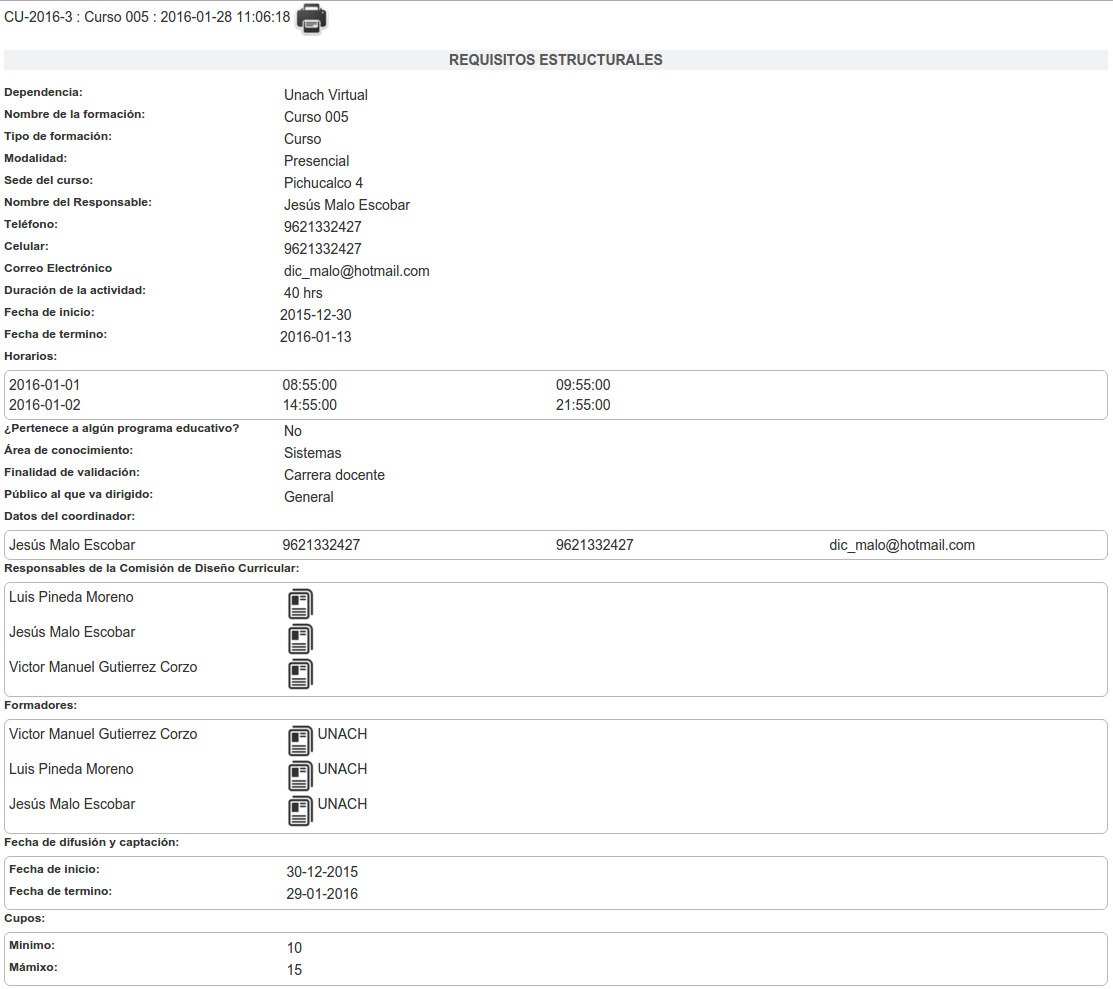 CU-2016-3 : Curso 005 : 2016-01-28 11:06:18
REQUISITOS ESTRUCTURALES
Dependencia: Unach Virtual
Nombre de la formación: Curso 005
Tipo de formación: Curso
Modalidad: Presencial
Sede del curso: Pichucalco 4
Nombre del Responsable: Jesús Malo Escobar
Teléfono: 9621332427
Celular: 9621332427
Correo Electrónico dic_malo@hotmail.com
Duración de la actividad: 40 hrs
Fecha de inicio: 2015-12-30
Fecha de termino: 2016-01-13
Horarios:
2016-01-01 08:55:00 09:55:00
2016-01-02 14:55:00 21:55:00
¿Pertenece a algún programa educativo? No
Área de conocimiento: Sistemas
Finalidad de validación: Carrera docente
Público al que va dirigido: General
Datos del coordinador:
Jesús Malo Escobar 9621332427 9621332427 dic_malo@hotmail.com
Responsables de la Comisión de Diseño Curricular:
Luis Pineda Moreno
Jesús Malo Escobar
Victor Manuel Gutierrez Corzo
Formadores:
Victor Manuel Gutierrez Corzo UNACH
Luis Pineda Moreno UNACH
Jesús Malo Escobar UNACH
Fecha de difusión y captación:
Fecha de inicio: 30-12-2015
Fecha de termino: 29-01-2016
Cupos:
Minimo: 10
Mámixo: 15